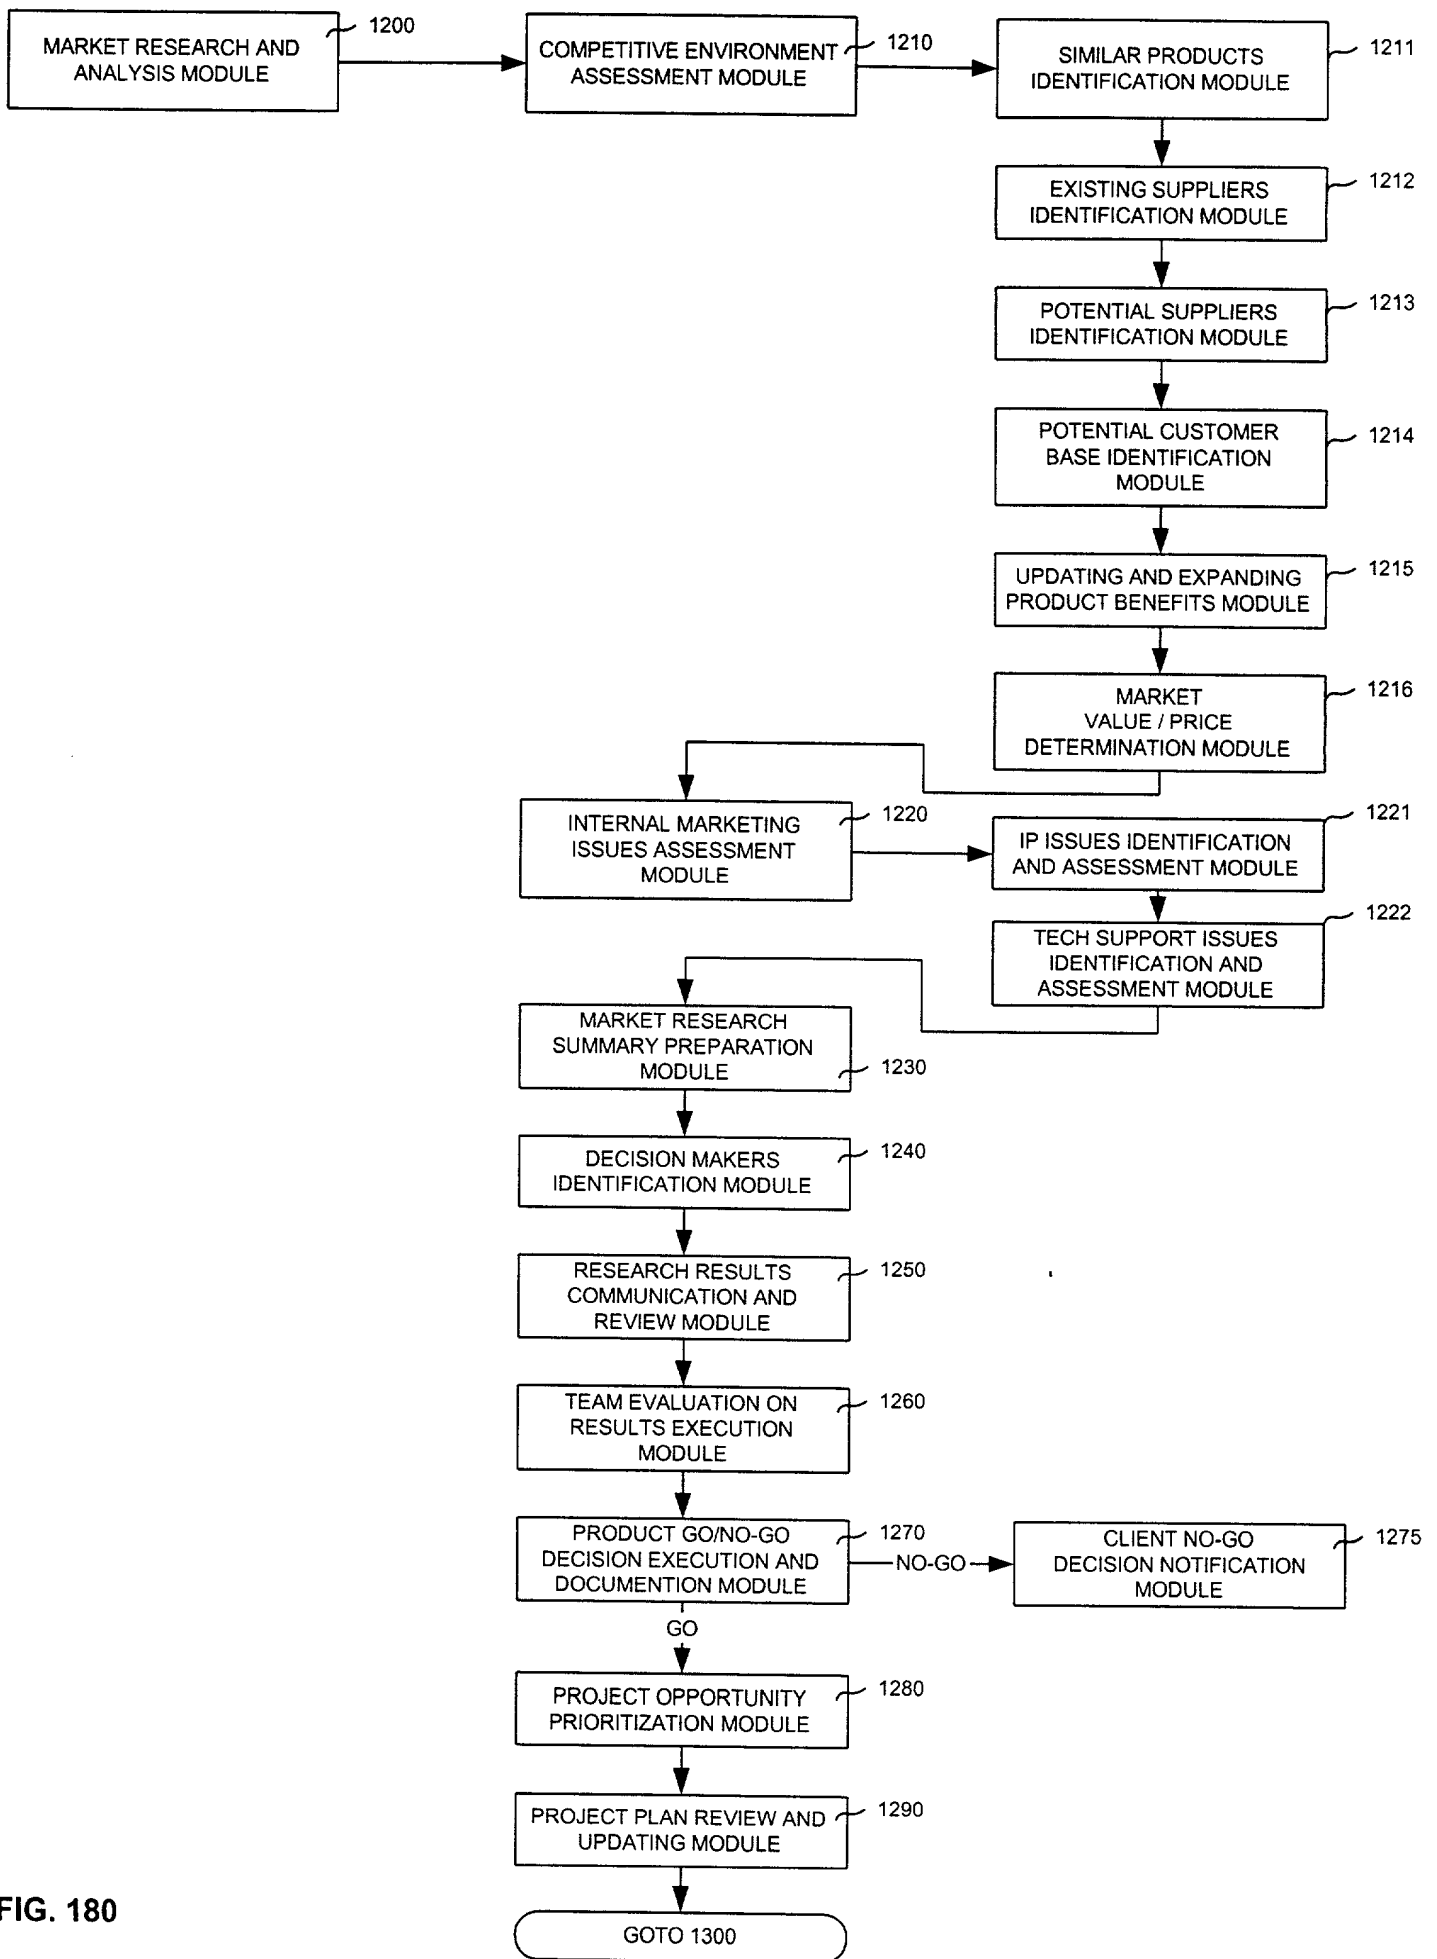 MARKET RESEARCH AND
ANALYSIS MODULE
1200
COMPETITIVE ENVIRONMENT
ASSESSMENT MODULE
1210
SIMILAR PRODUCTS
IDENTIFICATION MODULE
1211
EXISTING SUPPLIERS
IDENTIFICATION MODULE
1212
POTENTIAL SUPPLIERS
IDENTIFICATION MODULE
1213
POTENTIAL CUSTOMER
BASE IDENTIFICATION
MODULE
1214
UPDATING AND EXPANDING
PRODUCT BENEFITS MODULE
1215
MARKET
VALUE / PRICE
DETERMINATION MODULE
1216
INTERNAL MARKETING
ISSUES ASSESSMENT
MODULE
1220
IP ISSUES IDENTIFICATION
AND ASSESSMENT MODULE
1221
TECH SUPPORT ISSUES
IDENTIFICATION AND
ASSESSMENT MODULE
1222
MARKET RESEARCH
SUMMARY PREPARATION
MODULE
1230
DECISION MAKERS
IDENTIFICATION MODULE
1240
RESEARCH RESULTS
COMMUNICATION AND
REVIEW MODULE
1250
TEAM EVALUATION ON
RESULTS EXECUTION
MODULE
1260
PRODUCT GO/NO-GO
DECISION EXECUTION AND
DOCUMENTION MODULE
1270
NO-GO
CLIENT NO-GO
DECISION NOTIFICATION
MODULE
1275
GO
PROJECT OPPORTUNITY
PRIORITIZATION MODULE
1280
PROJECT PLAN REVIEW AND
UPDATING MODULE
1290
GOTO 1300
FIG. 180